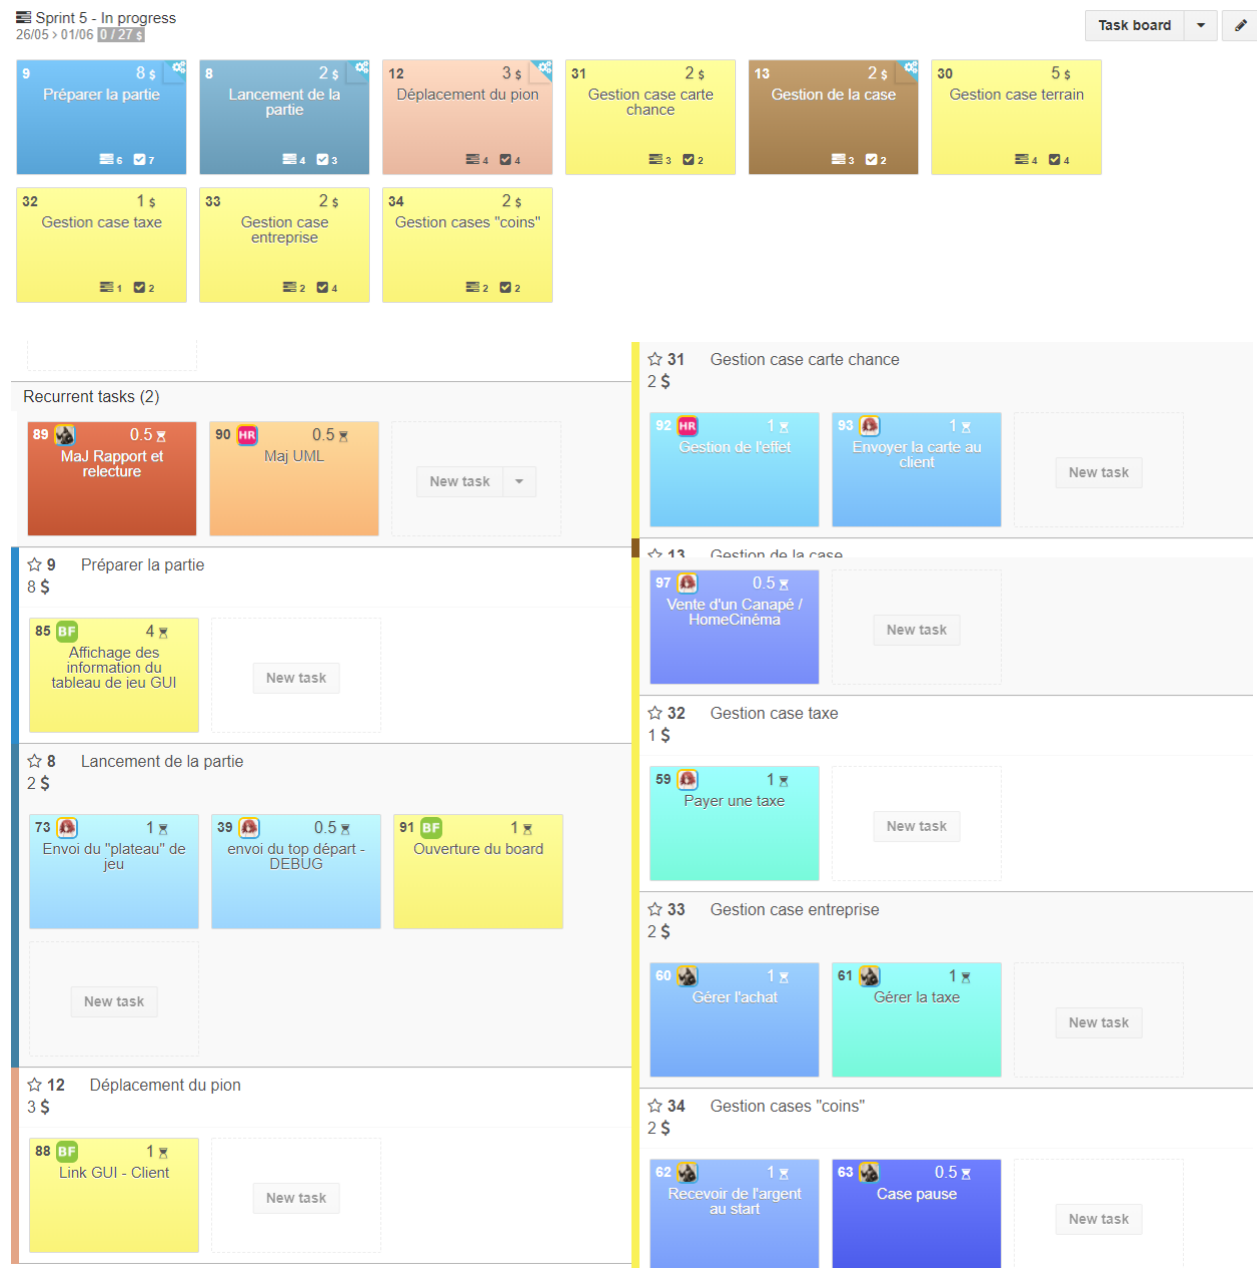 Sprint 5 - In progress
26/05 > 01/06 0 / 27 $
Task board
9 8 $
Préparer la partie
6 7
8 2 $
Lancement de la
partie
4 3
12 3 $
Déplacement du pion
4 4
31 2 $
Gestion case carte
chance
3 2
13 2 $
Gestion de la case
3 2
30 5 $
Gestion case terrain
4 4
32 1 $
Gestion case taxe
1 2
33 2 $
Gestion case
entreprise
2 4
34 2 $
Gestion cases "coins"
2 2
Recurrent tasks (2)
89 0.5
MaJ Rapport et
relecture
90 HR 0.5
Maj UML
New task
9 Préparer la partie
8 $
85 BF 4
Affichage des
information du
tableau de jeu GUI
New task
8 Lancement de la partie
2 $
73 1
Envoi du "plateau" de
jeu
39 0.5
envoi du top départ -
DEBUG
91 BF 1
Ouverture du board
New task
12 Déplacement du pion
3 $
88 BF 1
Link GUI - Client
New task
31 Gestion case carte chance
2 $
92 HR 1
Gestion de l'effet
93 1
Envoyer la carte au
client
New task
13 Gestion de la case
97 0.5
Vente d'un Canapé /
HomeCinéma
New task
32 Gestion case taxe
1 $
59 1
Payer une taxe
New task
33 Gestion case entreprise
2 $
60 1
Gérer l'achat
61 1
Gérer la taxe
New task
34 Gestion cases "coins"
2 $
62 1
Recevoir de l'argent
au start
63 0.5
Case pause
New task